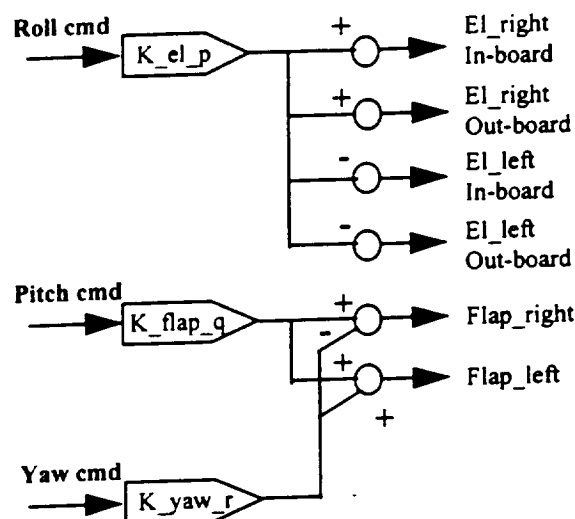 Roll cmd
K_el_p
+
El_right
In-board
+
El_right
Out-board
-
El_left
In-board
-
El_left
Out-board
Pitch cmd
K_flap_q
+
-
Flap_right
+
Flap_left
+
Yaw cmd
K_yaw_r